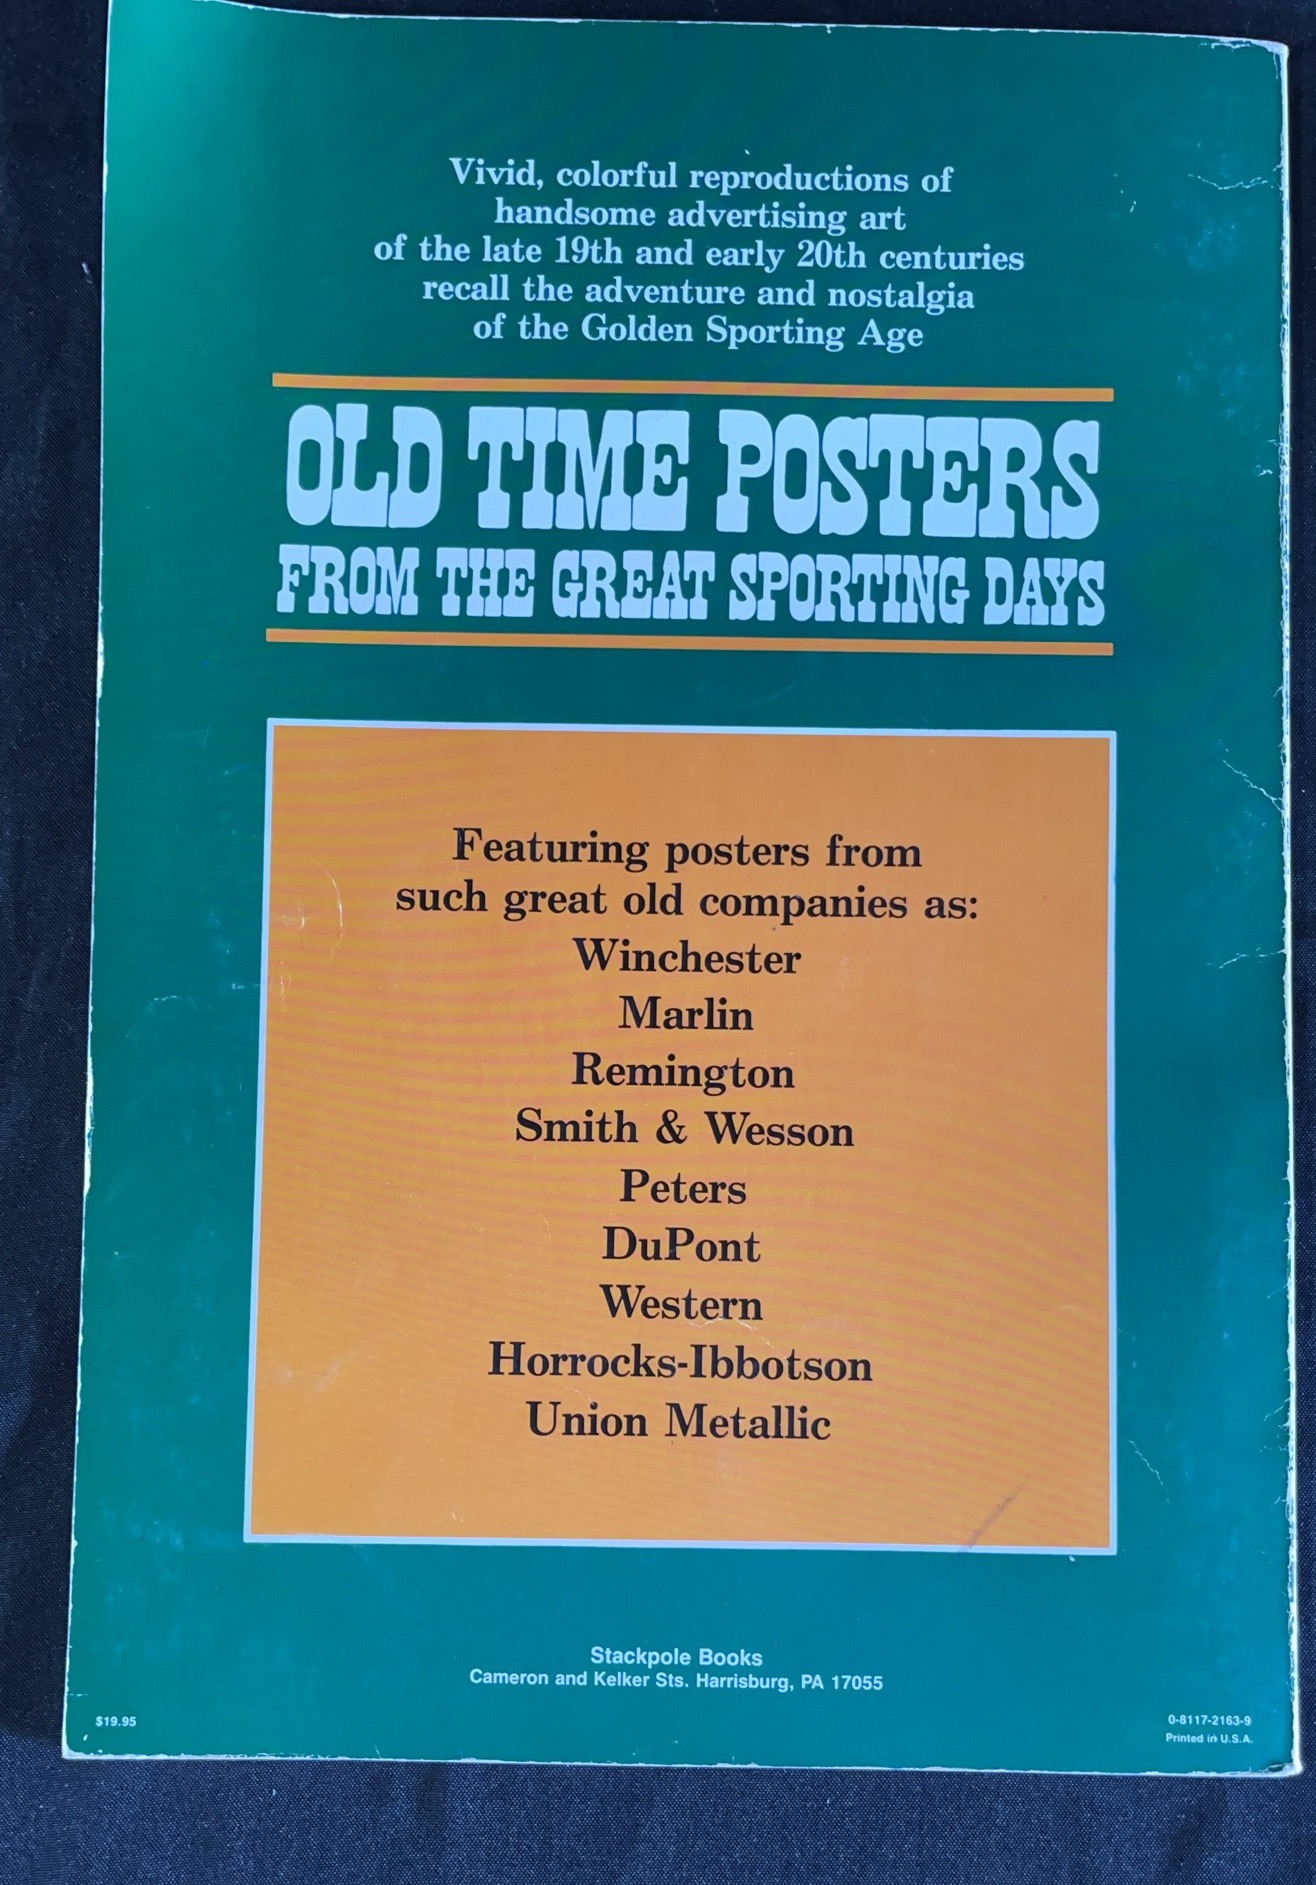 Vivid, colorful reproductions of
handsome advertising art
of the late 19th and early 20th centuries
recall the adventure and nostalgia
of the Golden Sporting Age
OLD TIME POSTERS
FROM THE GREAT SPORTING DAYS
Featuring posters from
such great old companies as:
Winchester
Marlin
Remington
Smith & Wesson
Peters
DuPont
Western
Horrocks-Ibbotson
Union Metallic
Stackpole Books
Cameron and Kelker Sts. Harrisburg, PA 17055
$19.95
0-8117-2163-9
Printed in U.S.A.